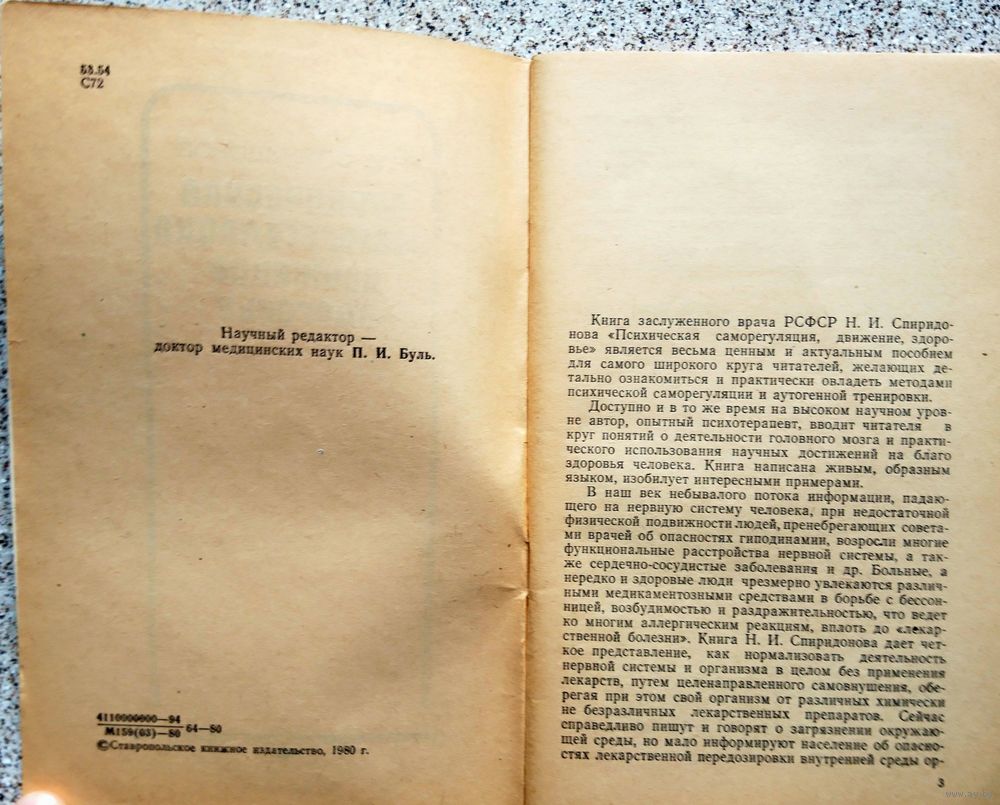 53.54
С72
Научный редактор —
доктор медицинских наук П. И. Буль.
4110000000—94
М159(03)—80 64—80
©Ставропольское книжное издательство, 1980 г.
Книга заслуженного врача РСФСР Н. И. Спиридо-
нова «Психическая саморегуляция, движение, здоро-
вье» является весьма ценным и актуальным пособием
для самого широкого круга читателей, желающих де-
тально ознакомиться и практически овладеть методами
психической саморегуляции и аутогенной тренировки.
Доступно и в то же время на высоком научном уров-
не автор, опытный психотерапевт, вводит читателя в
круг понятий о деятельности головного мозга и практи-
ческого использования научных достижений на благо
здоровья человека. Книга написана живым, образным
языком, изобилует интересными примерами.
В наш век небывалого потока информации, падаю-
щего на нервную систему человека, при недостаточной
физической подвижности людей, пренебрегающих совета-
ми врачей об опасностях гиподинамии, возросли многие
функциональные расстройства нервной системы, а так-
же сердечно-сосудистые заболевания и др. Больные, а
нередко и здоровые люди чрезмерно увлекаются различ-
ными медикаментозными средствами в борьбе с бессон-
ницей, возбудимостью и раздражительностью, что ведет
ко многим аллергическим реакциям, вплоть до «лекар-
ственной болезни». Книга Н. И. Спиридонова дает чет-
кое представление, как нормализовать деятельность
нервной системы и организма в целом без применения
лекарств, путем целенаправленного самовнушения, обе-
регая при этом свой организм от различных химически
не безразличных лекарственных препаратов. Сейчас
справедливо пишут и говорят о загрязнении окружаю-
щей среды, но мало информируют население об опасно-
стях лекарственной передозировки внутренней среды ор-
3